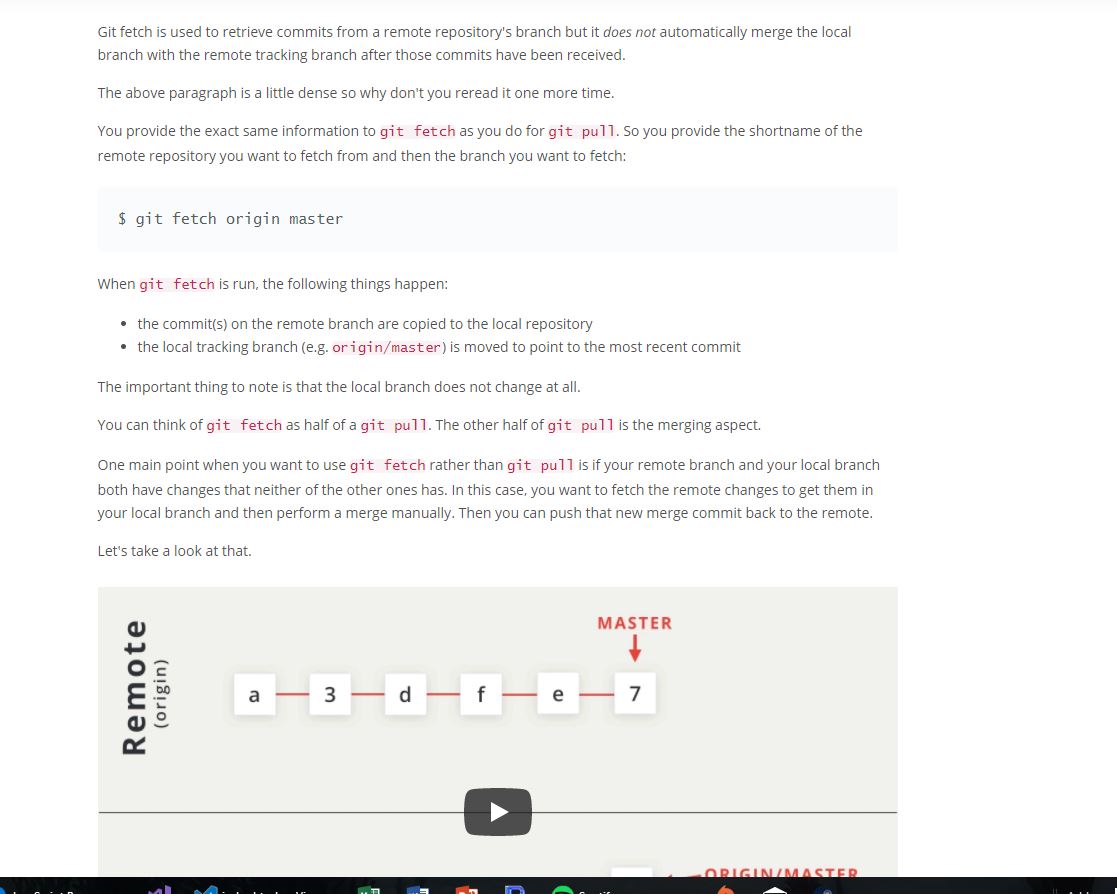 Git fetch is used to retrieve commits from a remote repository's branch but it does not automatically merge the local
branch with the remote tracking branch after those commits have been received.
The above paragraph is a little dense so why don't you reread it one more time.
You provide the exact same information to git fetch as you do for git pull. So you provide the shortname of the
remote repository you want to fetch from and then the branch you want to fetch:
$ git fetch origin master
When git fetch is run, the following things happen:
• the commit(s) on the remote branch are copied to the local repository
• the local tracking branch (e.g. origin/master) is moved to point to the most recent commit
The important thing to note is that the local branch does not change at all.
You can think of git fetch as half of a git pull. The other half of git pull is the merging aspect.
One main point when you want to use git fetch rather than git pull is if your remote branch and your local branch
both have changes that neither of the other ones has. In this case, you want to fetch the remote changes to get them in
your local branch and then perform a merge manually. Then you can push that new merge commit back to the remote.
Let's take a look at that.
Remote
(origin)
MASTER
a 3 d f e 7
ORIGIN/MASTER